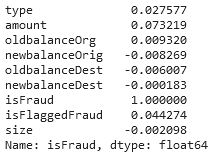 type 0.027577
amount 0.073219
oldbalanceOrg 0.009320
newbalanceOrig -0.008269
oldbalanceDest -0.006007
newbalanceDest -0.000183
isFraud 1.000000
isFlaggedFraud 0.044274
size -0.002098
Name: isFraud, dtype: float64